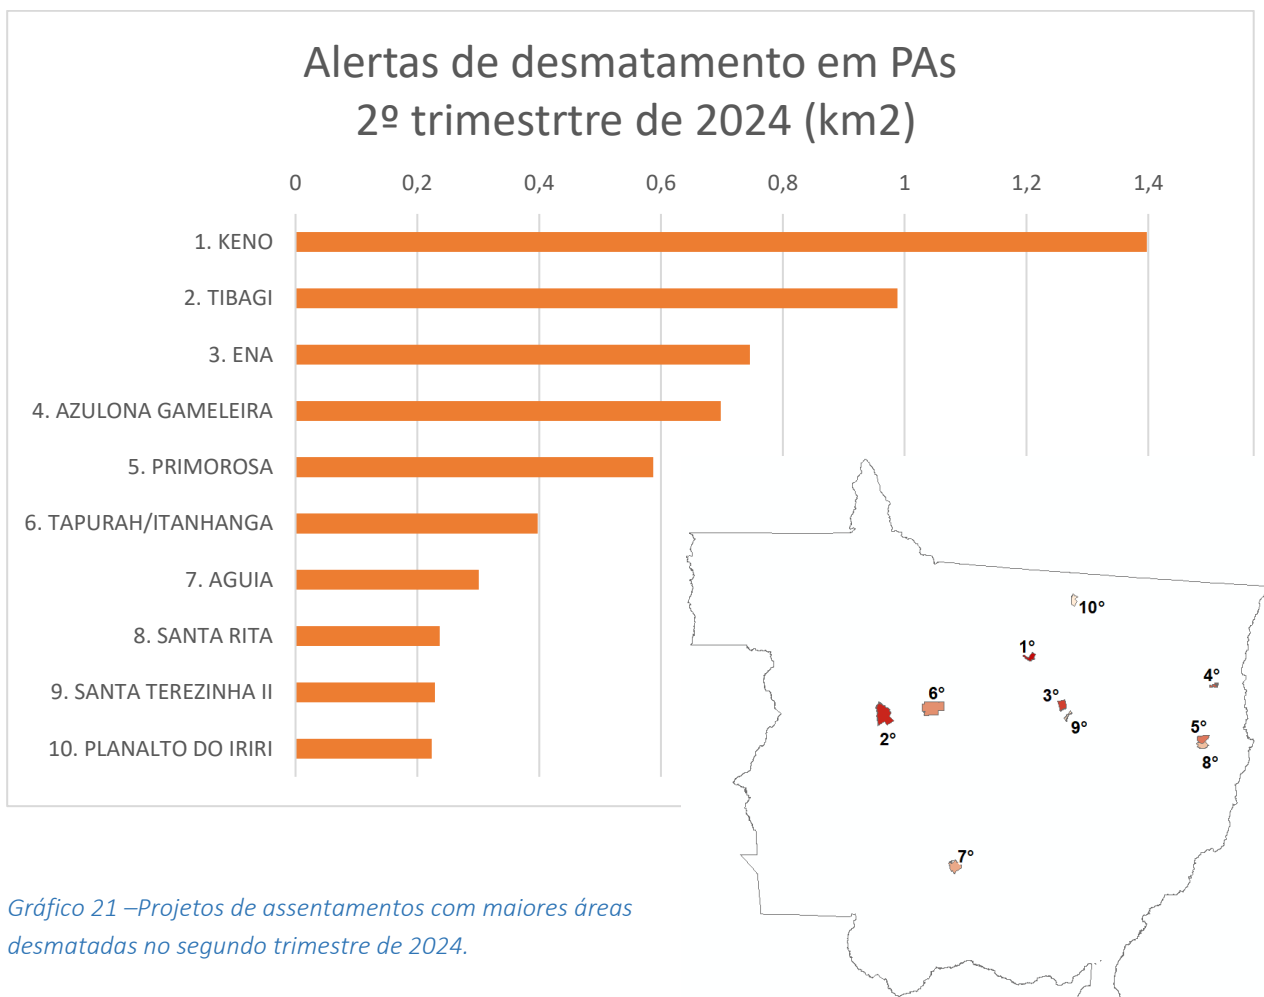 Alertas de desmatamento em PAs
2º trimestrtre de 2024 (km2)
0 0,2 0,4 0,6 0,8 1 1,2 1,4
1. KENO
2. TIBAGI
3. ENA
4. AZULONA GAMELEIRA
5. PRIMOROSA
6. TAPURAH/ITANHANGA
7. AGUIA
8. SANTA RITA
9. SANTA TEREZINHA II
10. PLANALTO DO IRIRI
10°
1°
4°
6°
3°
9°
5°
2°
8°
7°
Gráfico 21 –Projetos de assentamentos com maiores áreas
desmatadas no segundo trimestre de 2024.